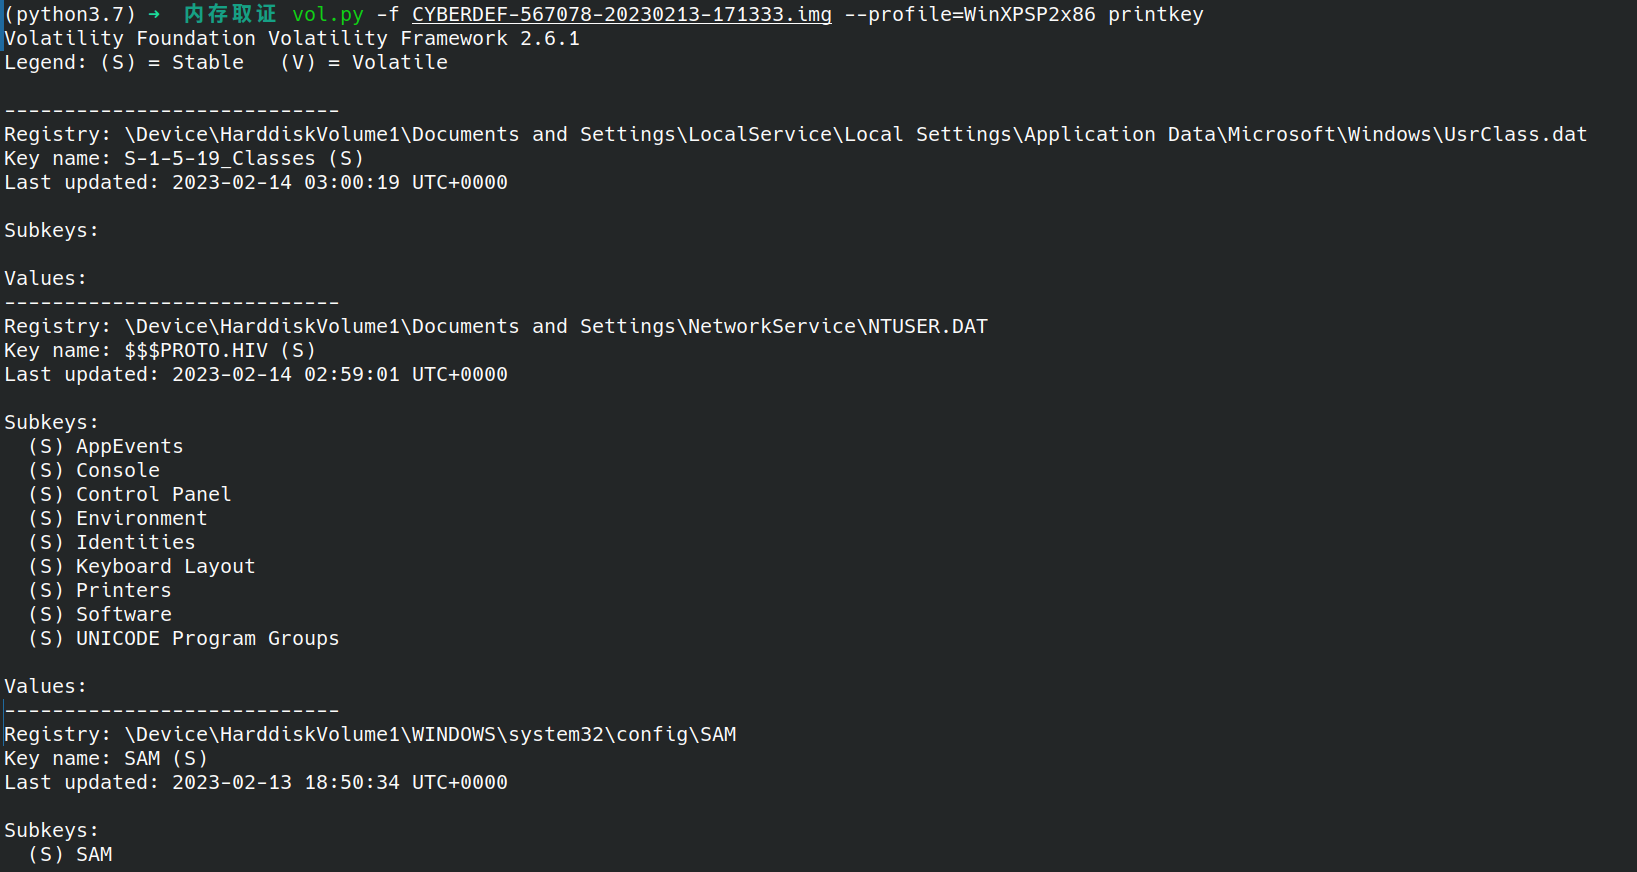 (python3.7) ➜ 内存取证 vol.py -f CYBERDEF-567078-20230213-171333.img --profile=WinXPSP2x86 printkey
Volatility Foundation Volatility Framework 2.6.1
Legend: (S) = Stable   (V) = Volatile
----------------------------
Registry: \Device\HarddiskVolume1\Documents and Settings\LocalService\Local Settings\Application Data\Microsoft\Windows\UsrClass.dat
Key name: S-1-5-19_Classes (S)
Last updated: 2023-02-14 03:00:19 UTC+0000
Subkeys:
Values:
----------------------------
Registry: \Device\HarddiskVolume1\Documents and Settings\NetworkService\NTUSER.DAT
Key name: $$$PROTO.HIV (S)
Last updated: 2023-02-14 02:59:01 UTC+0000
Subkeys:
  (S) AppEvents
  (S) Console
  (S) Control Panel
  (S) Environment
  (S) Identities
  (S) Keyboard Layout
  (S) Printers
  (S) Software
  (S) UNICODE Program Groups
Values:
----------------------------
Registry: \Device\HarddiskVolume1\WINDOWS\system32\config\SAM
Key name: SAM (S)
Last updated: 2023-02-13 18:50:34 UTC+0000
Subkeys:
  (S) SAM